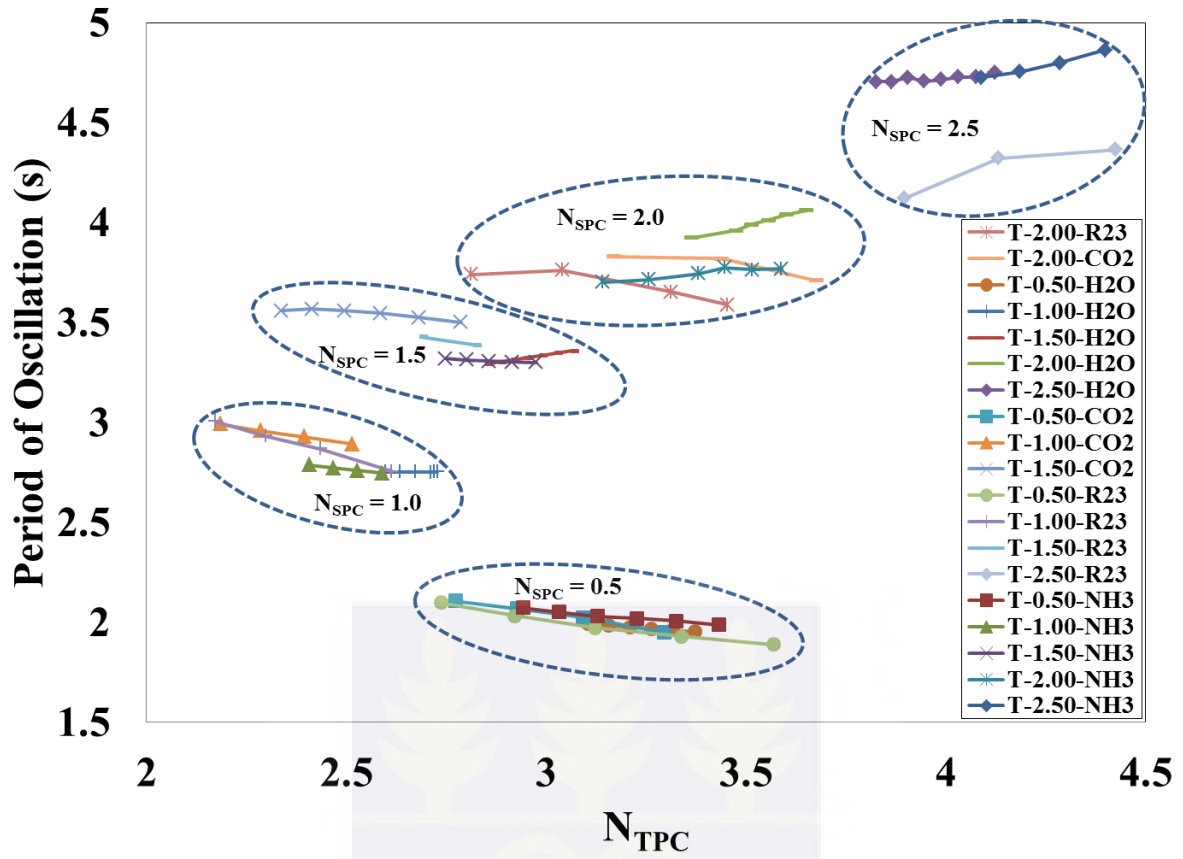 5
4.5
4
3.5
3
2.5
2
1.5
Period of Oscillation (s)
2
2.5
3
3.5
4
4.5
N_TPC
N_SPC = 2.5
N_SPC = 2.0
N_SPC = 1.5
N_SPC = 1.0
N_SPC = 0.5
T-2.00-R23
T-2.00-CO2
T-0.50-H2O
T-1.00-H2O
T-1.50-H2O
T-2.00-H2O
T-2.50-H2O
T-0.50-CO2
T-1.00-CO2
T-1.50-CO2
T-0.50-R23
T-1.00-R23
T-1.50-R23
T-2.50-R23
T-0.50-NH3
T-1.00-NH3
T-1.50-NH3
T-2.00-NH3
T-2.50-NH3